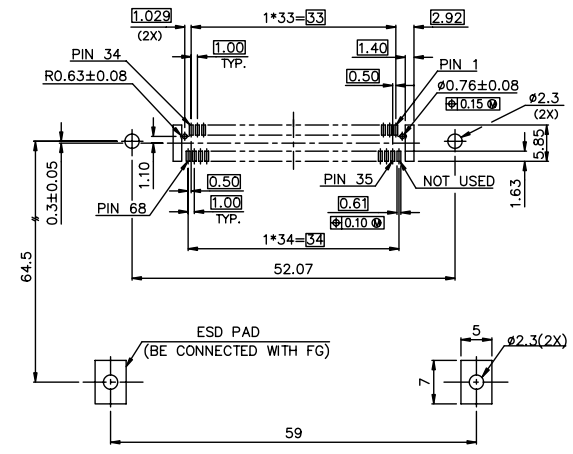 1.029
(2X)
1*33=33
2.92
1.00
TYP.
1.40
PIN 34
PIN 1
R0.63±0.08
0.50
ø0.76±0.08
⌖ 0.15 Ⓜ
ø2.3
(2X)
5.85
0.3±0.05
1.10
0.50
PIN 35
NOT USED
1.63
PIN 68
1.00
TYP.
0.61
⌖ 0.10 Ⓜ
1*34=34
64.5
52.07
ESD PAD
(BE CONNECTED WITH FG)
5
ø2.3(2X)
7
59